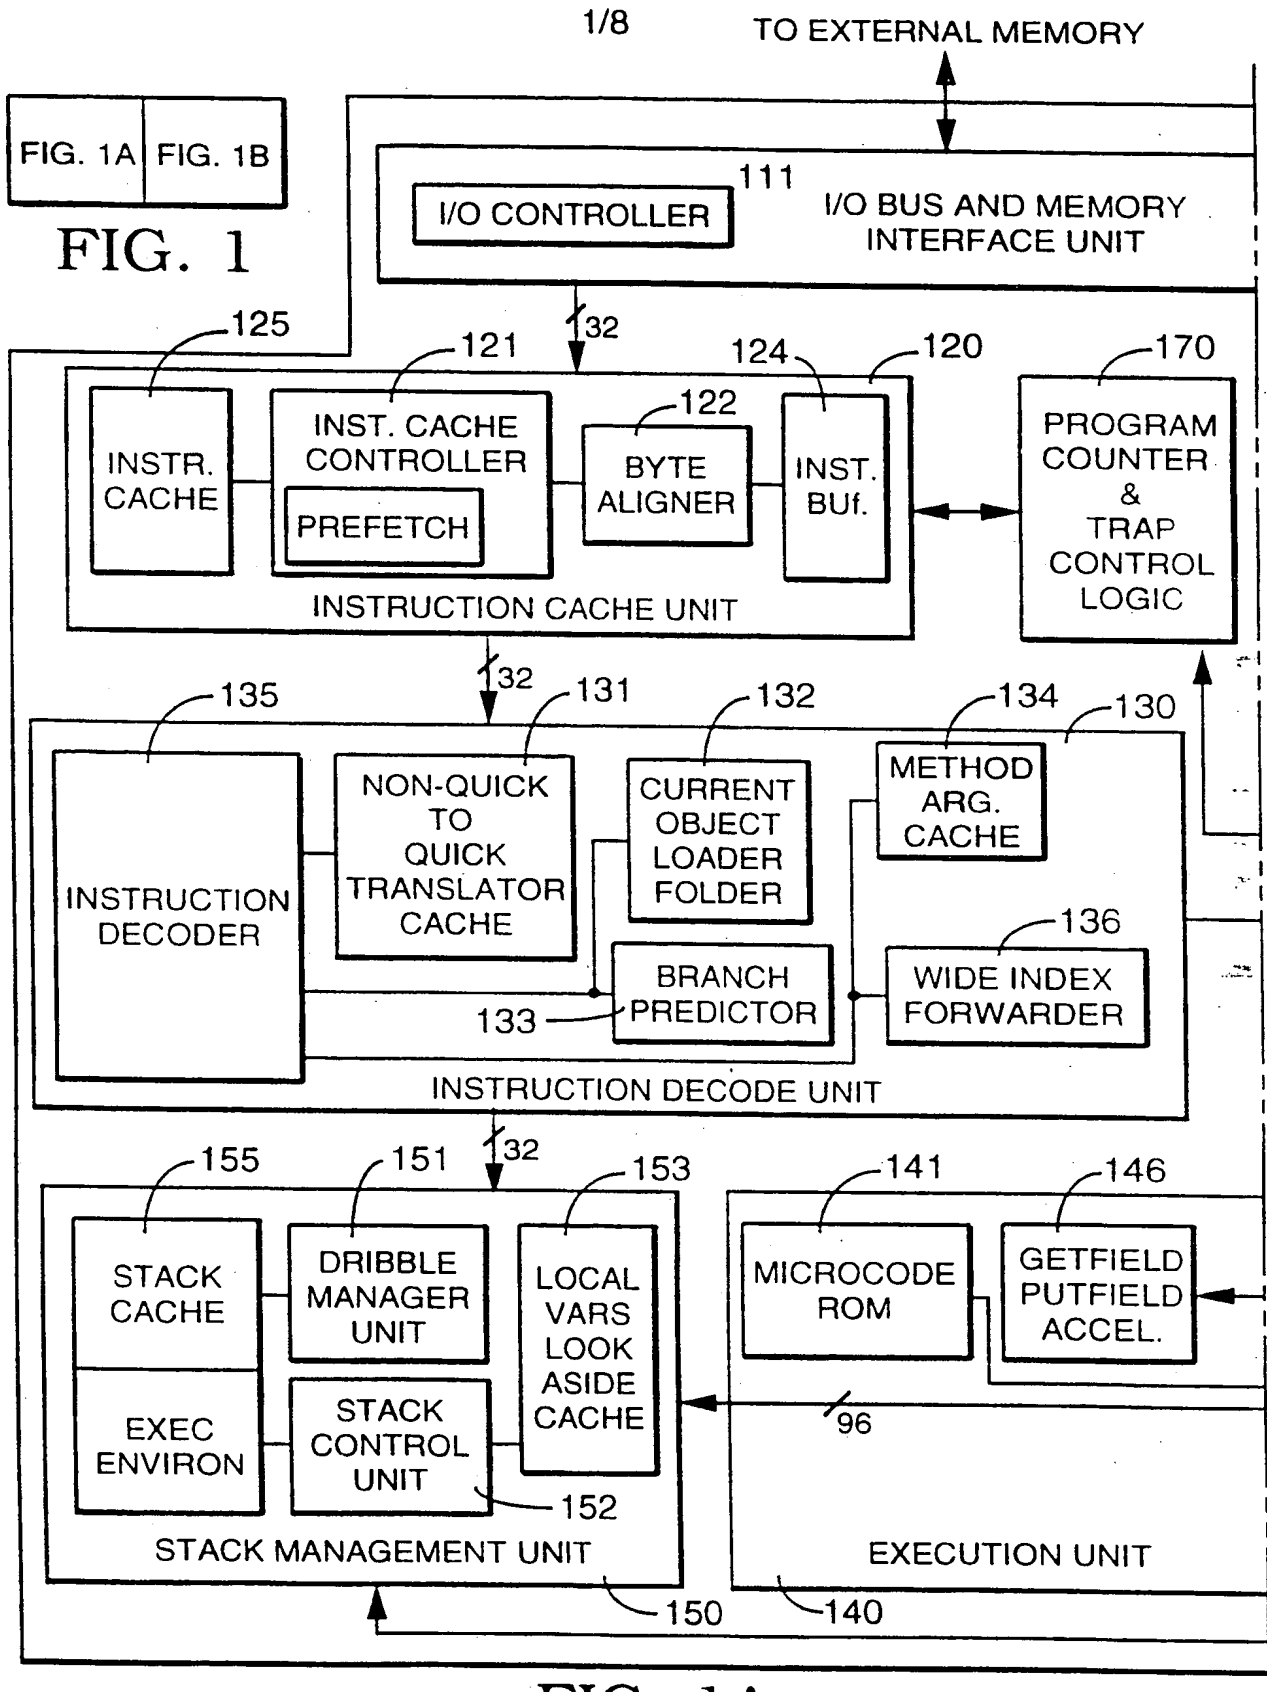 1/8
TO EXTERNAL MEMORY
FIG. 1A
FIG. 1B
FIG. 1
111
I/O CONTROLLER
I/O BUS AND MEMORY
INTERFACE UNIT
32
125
121
124
120
170
122
INSTR.
CACHE
INST. CACHE
CONTROLLER
PREFETCH
BYTE
ALIGNER
INST.
BUf.
PROGRAM
COUNTER
&
TRAP
CONTROL
LOGIC
INSTRUCTION CACHE UNIT
32
135
131
132
134
130
INSTRUCTION
DECODER
NON-QUICK
TO
QUICK
TRANSLATOR
CACHE
CURRENT
OBJECT
LOADER
FOLDER
METHOD
ARG.
CACHE
136
BRANCH
PREDICTOR
133
WIDE INDEX
FORWARDER
INSTRUCTION DECODE UNIT
32
155
151
153
141
146
STACK
CACHE
DRIBBLE
MANAGER
UNIT
LOCAL
VARS
LOOK
ASIDE
CACHE
MICROCODE
ROM
GETFIELD
PUTFIELD
ACCEL.
EXEC
ENVIRON
STACK
CONTROL
UNIT
96
152
STACK MANAGEMENT UNIT
EXECUTION UNIT
150
140